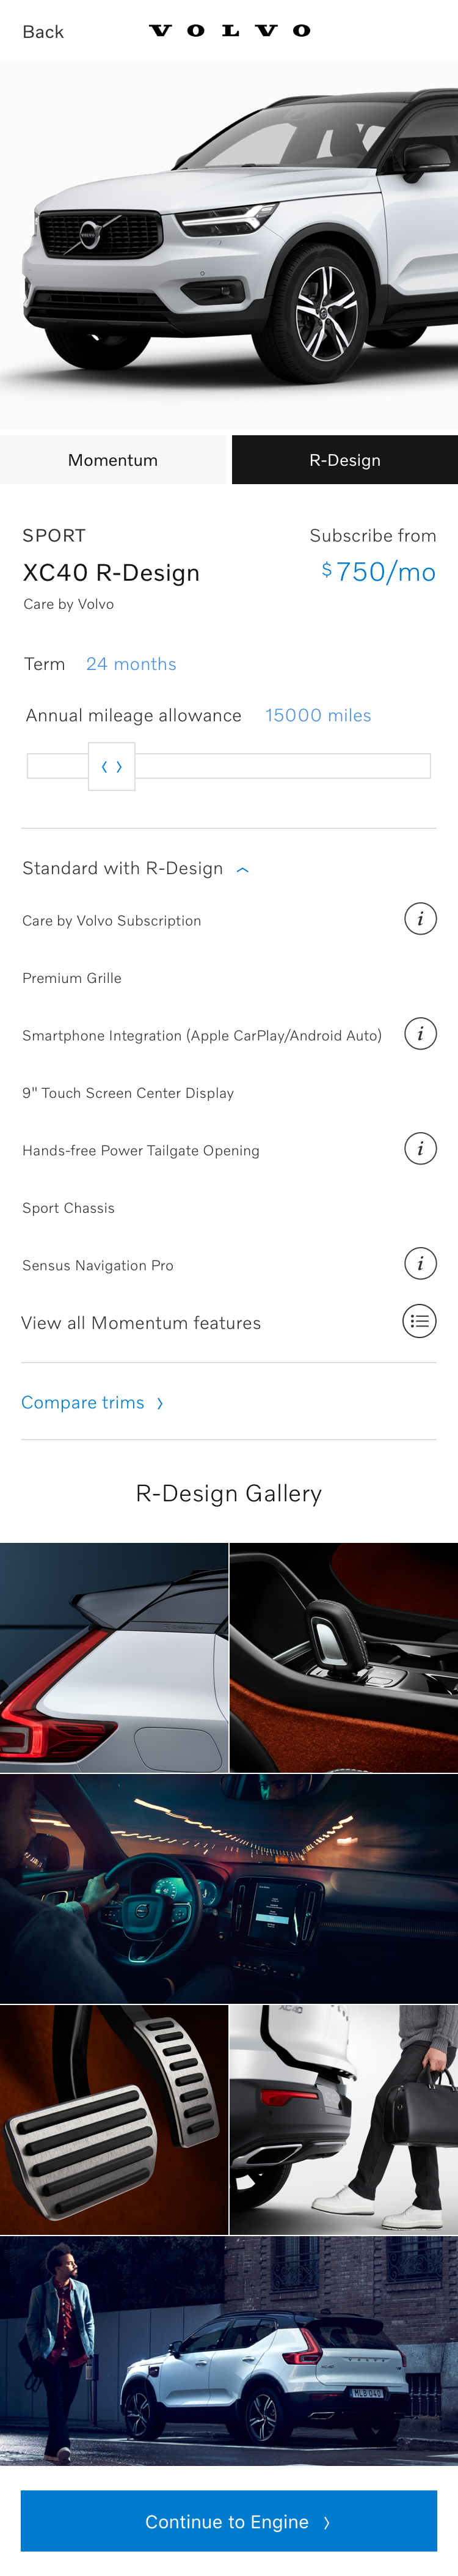 Back
VOLVO
Momentum
R-Design
SPORT
Subscribe from
XC40 R-Design
$750/mo
Care by Volvo
Term 24 months
Annual mileage allowance 15000 miles
Standard with R-Design
Care by Volvo Subscription
i
Premium Grille
Smartphone Integration (Apple CarPlay/Android Auto)
i
9" Touch Screen Center Display
Hands-free Power Tailgate Opening
i
Sport Chassis
Sensus Navigation Pro
i
View all Momentum features
Compare trims
R-Design Gallery
XC40
Continue to Engine